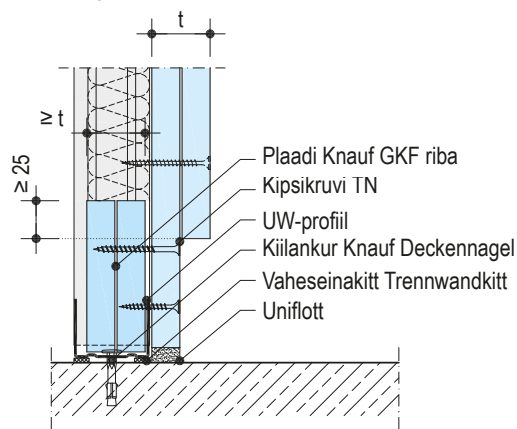 t
≥ t
≥ 25
Plaadi Knauf GKF riba
Kipsikruvi TN
UW-profiil
Kiilankur Knauf Deckennagel
Vaheseinakitt Trennwandkitt
Uniflott